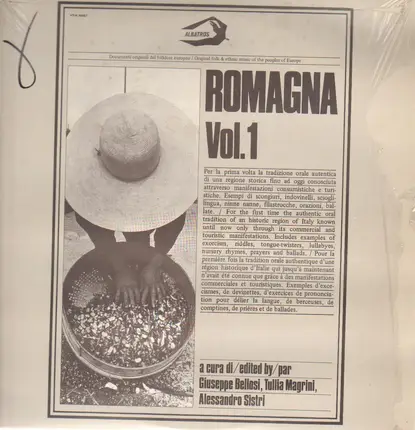 ALBATROS
Documenti originali del folklore europeo / Original folk & ethnic music of the peoples of Europe
ROMAGNA
Vol.1
Per la prima volta la tradizione orale autentica
di una regione storica fino ad oggi conosciuta
attraverso manifestazioni consumistiche e turi-
stiche. Esempi di scongiuri, indovinelli, sciogli-
lingua, ninne nanne, filastrocche, orazioni, bal-
late. / For the first time the authentic oral
tradition of an historic region of Italy known
until now only through its commercial and
touristic manifestations. Includes examples of
exorcism, riddles, tongue-twisters, lullabyes,
nursery rhymes, prayers and ballads. / Pour la
première fois la tradition orale authentique d'une
région historique d'Italie qui jusqu'à maintenant
n'avait été connue que grâce à des manifestations
commerciales et touristiques. Exemples d'exor-
cismes, de devinettes, d'exercices de prononcia-
tion pour délier la langue, de berceuses, de
comptines, de prières et de ballades.
a cura di/edited by/par
Giuseppe Bellosi, Tullia Magrini,
Alessandro Sistri